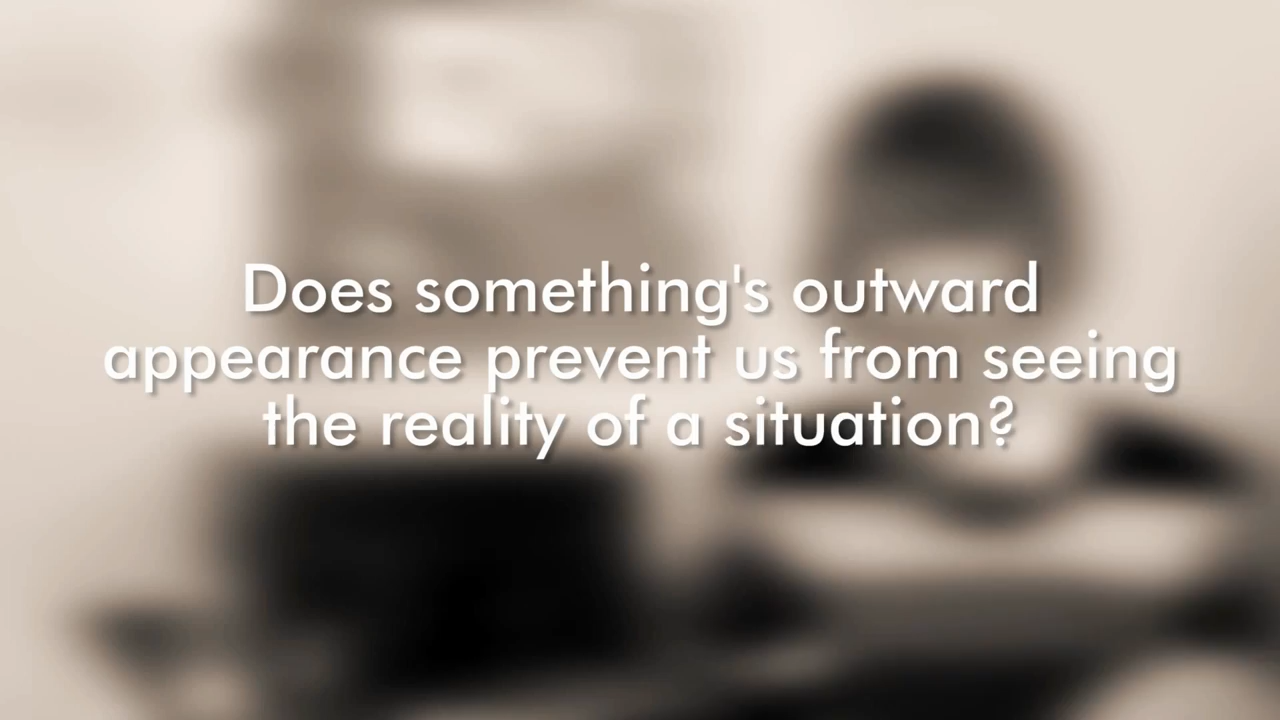 Does something's outward
appearance prevent us from seeing
the reality of a situation?